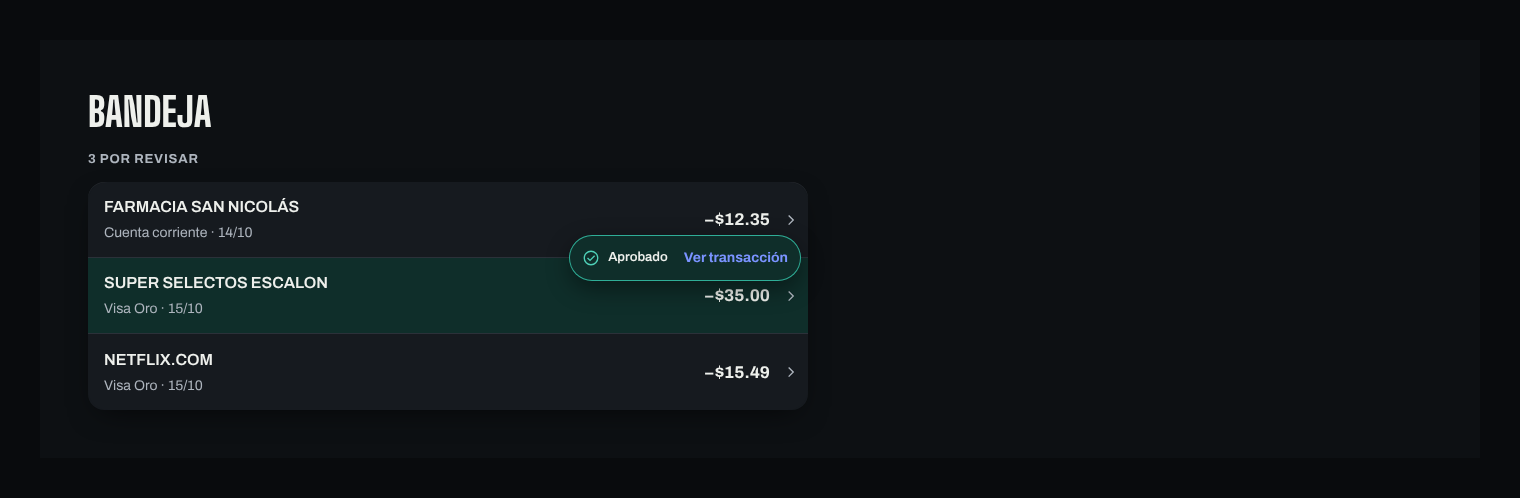 BANDEJA
3 POR REVISAR
FARMACIA SAN NICOLÁS
Cuenta corriente · 14/10
–$12.35
Aprobado Ver transacción
SUPER SELECTOS ESCALON
Visa Oro · 15/10
–$35.00
NETFLIX.COM
Visa Oro · 15/10
–$15.49